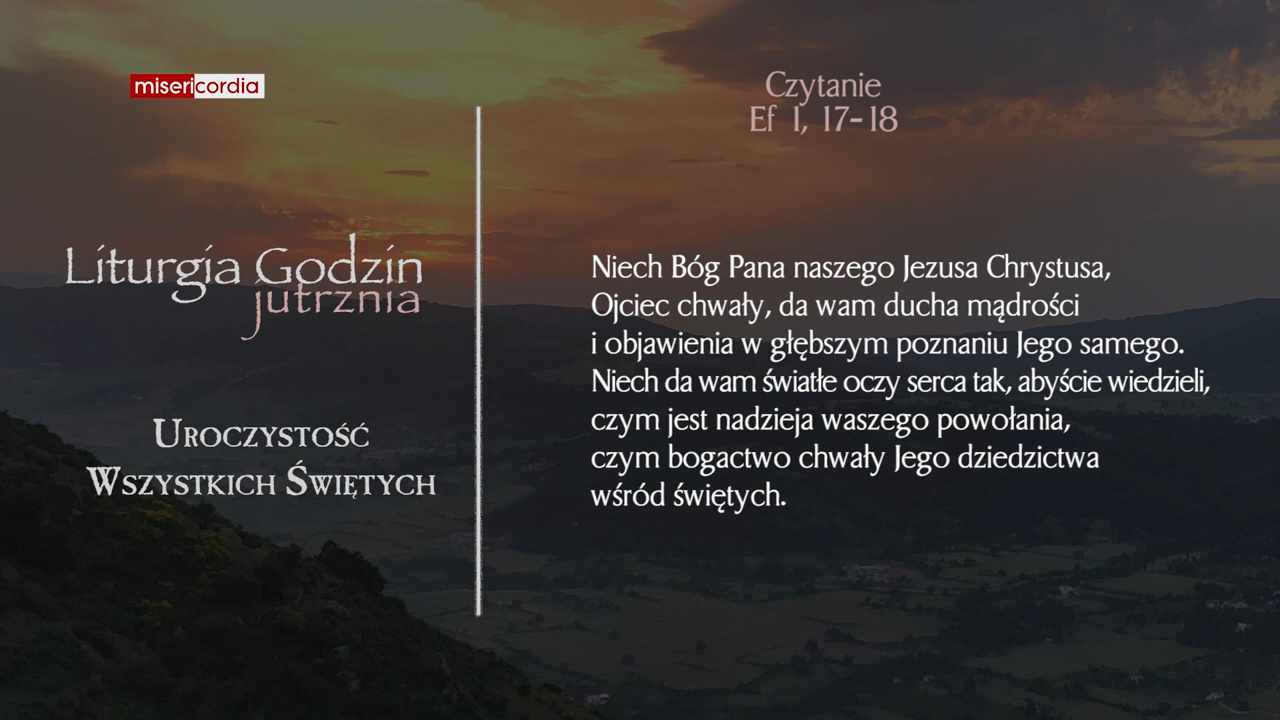 misericordia
Liturgia Godzin
jutrznia
Uroczystość
Wszystkich Świętych
Czytanie
Ef 1, 17-18
Niech Bóg Pana naszego Jezusa Chrystusa,
Ojciec chwały, da wam ducha mądrości
i objawienia w głębszym poznaniu Jego samego.
Niech da wam światłe oczy serca tak, abyście wiedzieli,
czym jest nadzieja waszego powołania,
czym bogactwo chwały Jego dziedzictwa
wśród świętych.